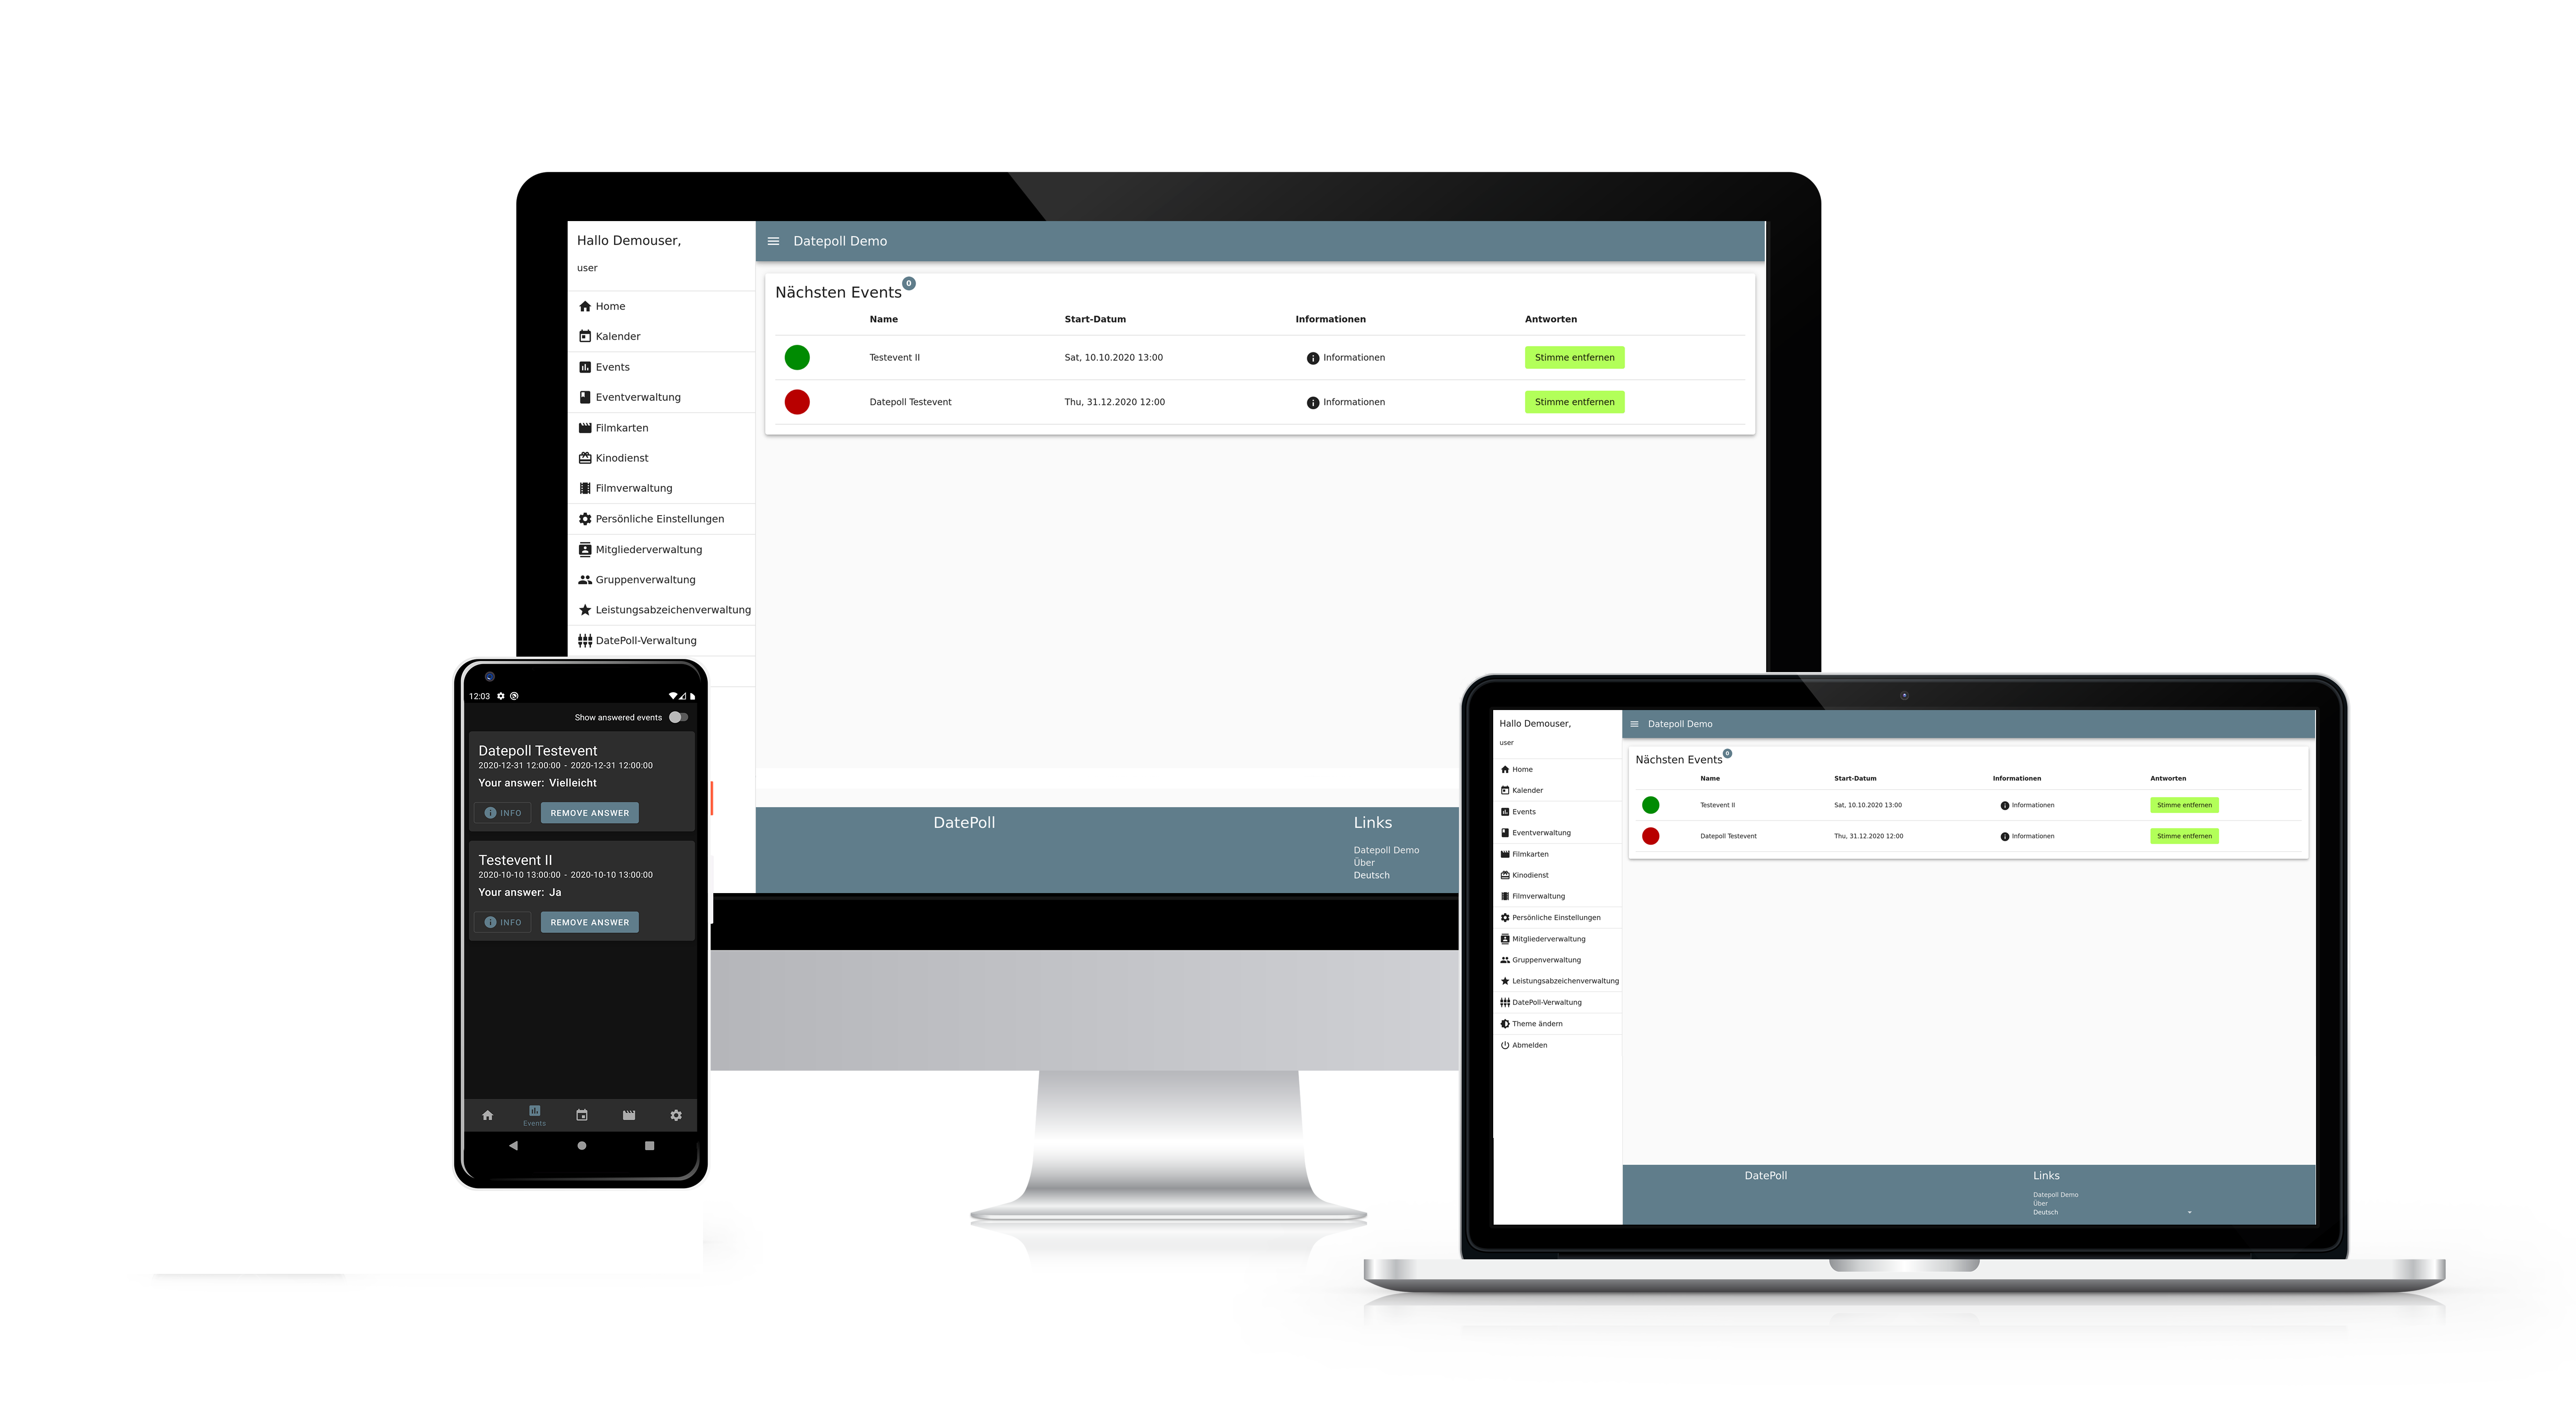 Hallo Demouser,
user
Home
Kalender
Events
Eventverwaltung
Filmkarten
Kinodienst
Filmverwaltung
Persönliche Einstellungen
Mitgliederverwaltung
Gruppenverwaltung
Leistungsabzeichenverwaltung
DatePoll-Verwaltung
Datepoll Demo
Nächsten Events 0
Name Start-Datum Informationen Antworten
Testevent II Sat, 10.10.2020 13:00 Informationen Stimme entfernen
Datepoll Testevent Thu, 31.12.2020 12:00 Informationen Stimme entfernen
DatePoll
Links
Datepoll Demo
Über
Deutsch
12:03
Show answered events
Datepoll Testevent
2020-12-31 12:00:00 - 2020-12-31 12:00:00
Your answer: Vielleicht
INFO REMOVE ANSWER
Testevent II
2020-10-10 13:00:00 - 2020-10-10 13:00:00
Your answer: Ja
INFO REMOVE ANSWER
Events
Hallo Demouser,
user
Home
Kalender
Events
Eventverwaltung
Filmkarten
Kinodienst
Filmverwaltung
Persönliche Einstellungen
Mitgliederverwaltung
Gruppenverwaltung
Leistungsabzeichenverwaltung
DatePoll-Verwaltung
Theme ändern
Abmelden
Datepoll Demo
Nächsten Events 0
Name Start-Datum Informationen Antworten
Testevent II Sat, 10.10.2020 13:00 Informationen Stimme entfernen
Datepoll Testevent Thu, 31.12.2020 12:00 Informationen Stimme entfernen
DatePoll
Links
Datepoll Demo
Über
Deutsch